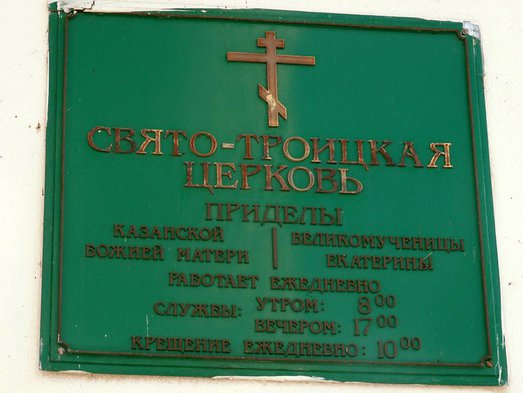 СВЯТО-ТРОИЦКАЯ
ЦЕРКОВЬ
ПРИДЕЛЫ
КАЗАНСКОЙ
БОЖИЕЙ МАТЕРИ
ВЕЛИКОМУЧЕНИЦЫ
ЕКАТЕРИНЫ
РАБОТАЕТ ЕЖЕДНЕВНО
СЛУЖБЫ: УТРОМ: 8 00
ВЕЧЕРОМ: 17 00
КРЕЩЕНИЕ ЕЖЕДНЕВНО: 10 00